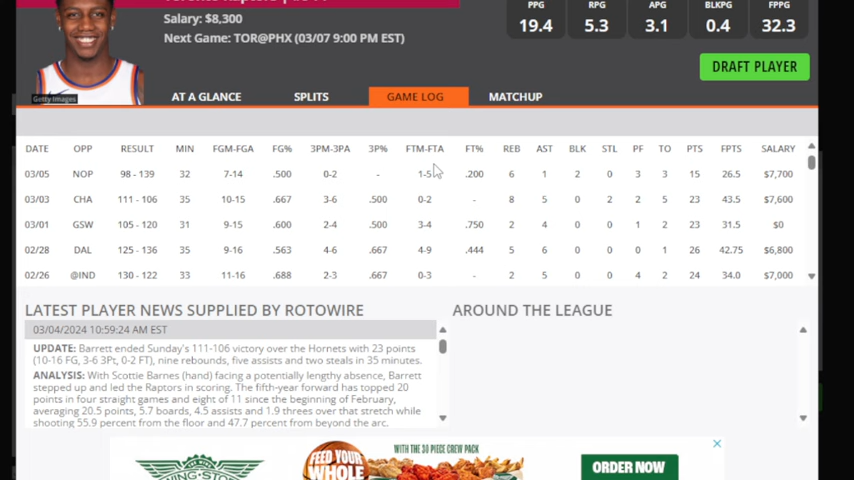 Salary: $8,300
Next Game: TOR@PHX (03/07 9:00 PM EST)
PPG RPG APG BLKPG FPPG
19.4 5.3 3.1 0.4 32.3
DRAFT PLAYER
Getty Images
AT A GLANCE SPLITS GAME LOG MATCHUP
DATE OPP RESULT MIN FGM-FGA FG% 3PM-3PA 3P% FTM-FTA FT% REB AST BLK STL PF TO PTS FPTS SALARY
03/05 NOP 98 - 139 32 7-14 .500 0-2 - 1-5 .200 6 1 2 0 3 3 15 26.5 $7,700
03/03 CHA 111 - 106 35 10-15 .667 3-6 .500 0-2 - 8 5 0 2 2 5 23 43.5 $7,600
03/01 GSW 105 - 120 31 9-15 .600 2-4 .500 3-4 .750 2 4 0 0 1 2 23 31.5 $0
02/28 DAL 125 - 136 35 9-16 .563 4-6 .667 4-9 .444 5 6 0 0 0 1 26 42.75 $6,800
02/26 @IND 130 - 122 33 11-16 .688 2-3 .667 0-3 - 2 5 0 0 4 2 24 34.0 $7,000
LATEST PLAYER NEWS SUPPLIED BY ROTOWIRE
AROUND THE LEAGUE
03/04/2024 10:59:24 AM EST
UPDATE: Barrett ended Sunday's 111-106 victory over the Hornets with 23 points
(10-16 FG, 3-6 3Pt, 0-2 FT), nine rebounds, five assists and two steals in 35 minutes.
ANALYSIS: With Scottie Barnes (hand) facing a potentially lengthy absence, Barrett
stepped up and led the Raptors in scoring. The fifth-year forward has topped 20
points in four straight games and eight of 11 since the beginning of February,
averaging 20.5 points, 5.7 boards, 4.5 assists and 1.9 threes over that stretch while
shooting 55.9 percent from the floor and 47.7 percent from beyond the arc.
WITH THE 30 PIECE CREW PACK
FEED YOUR
WHOLE
ORDER NOW